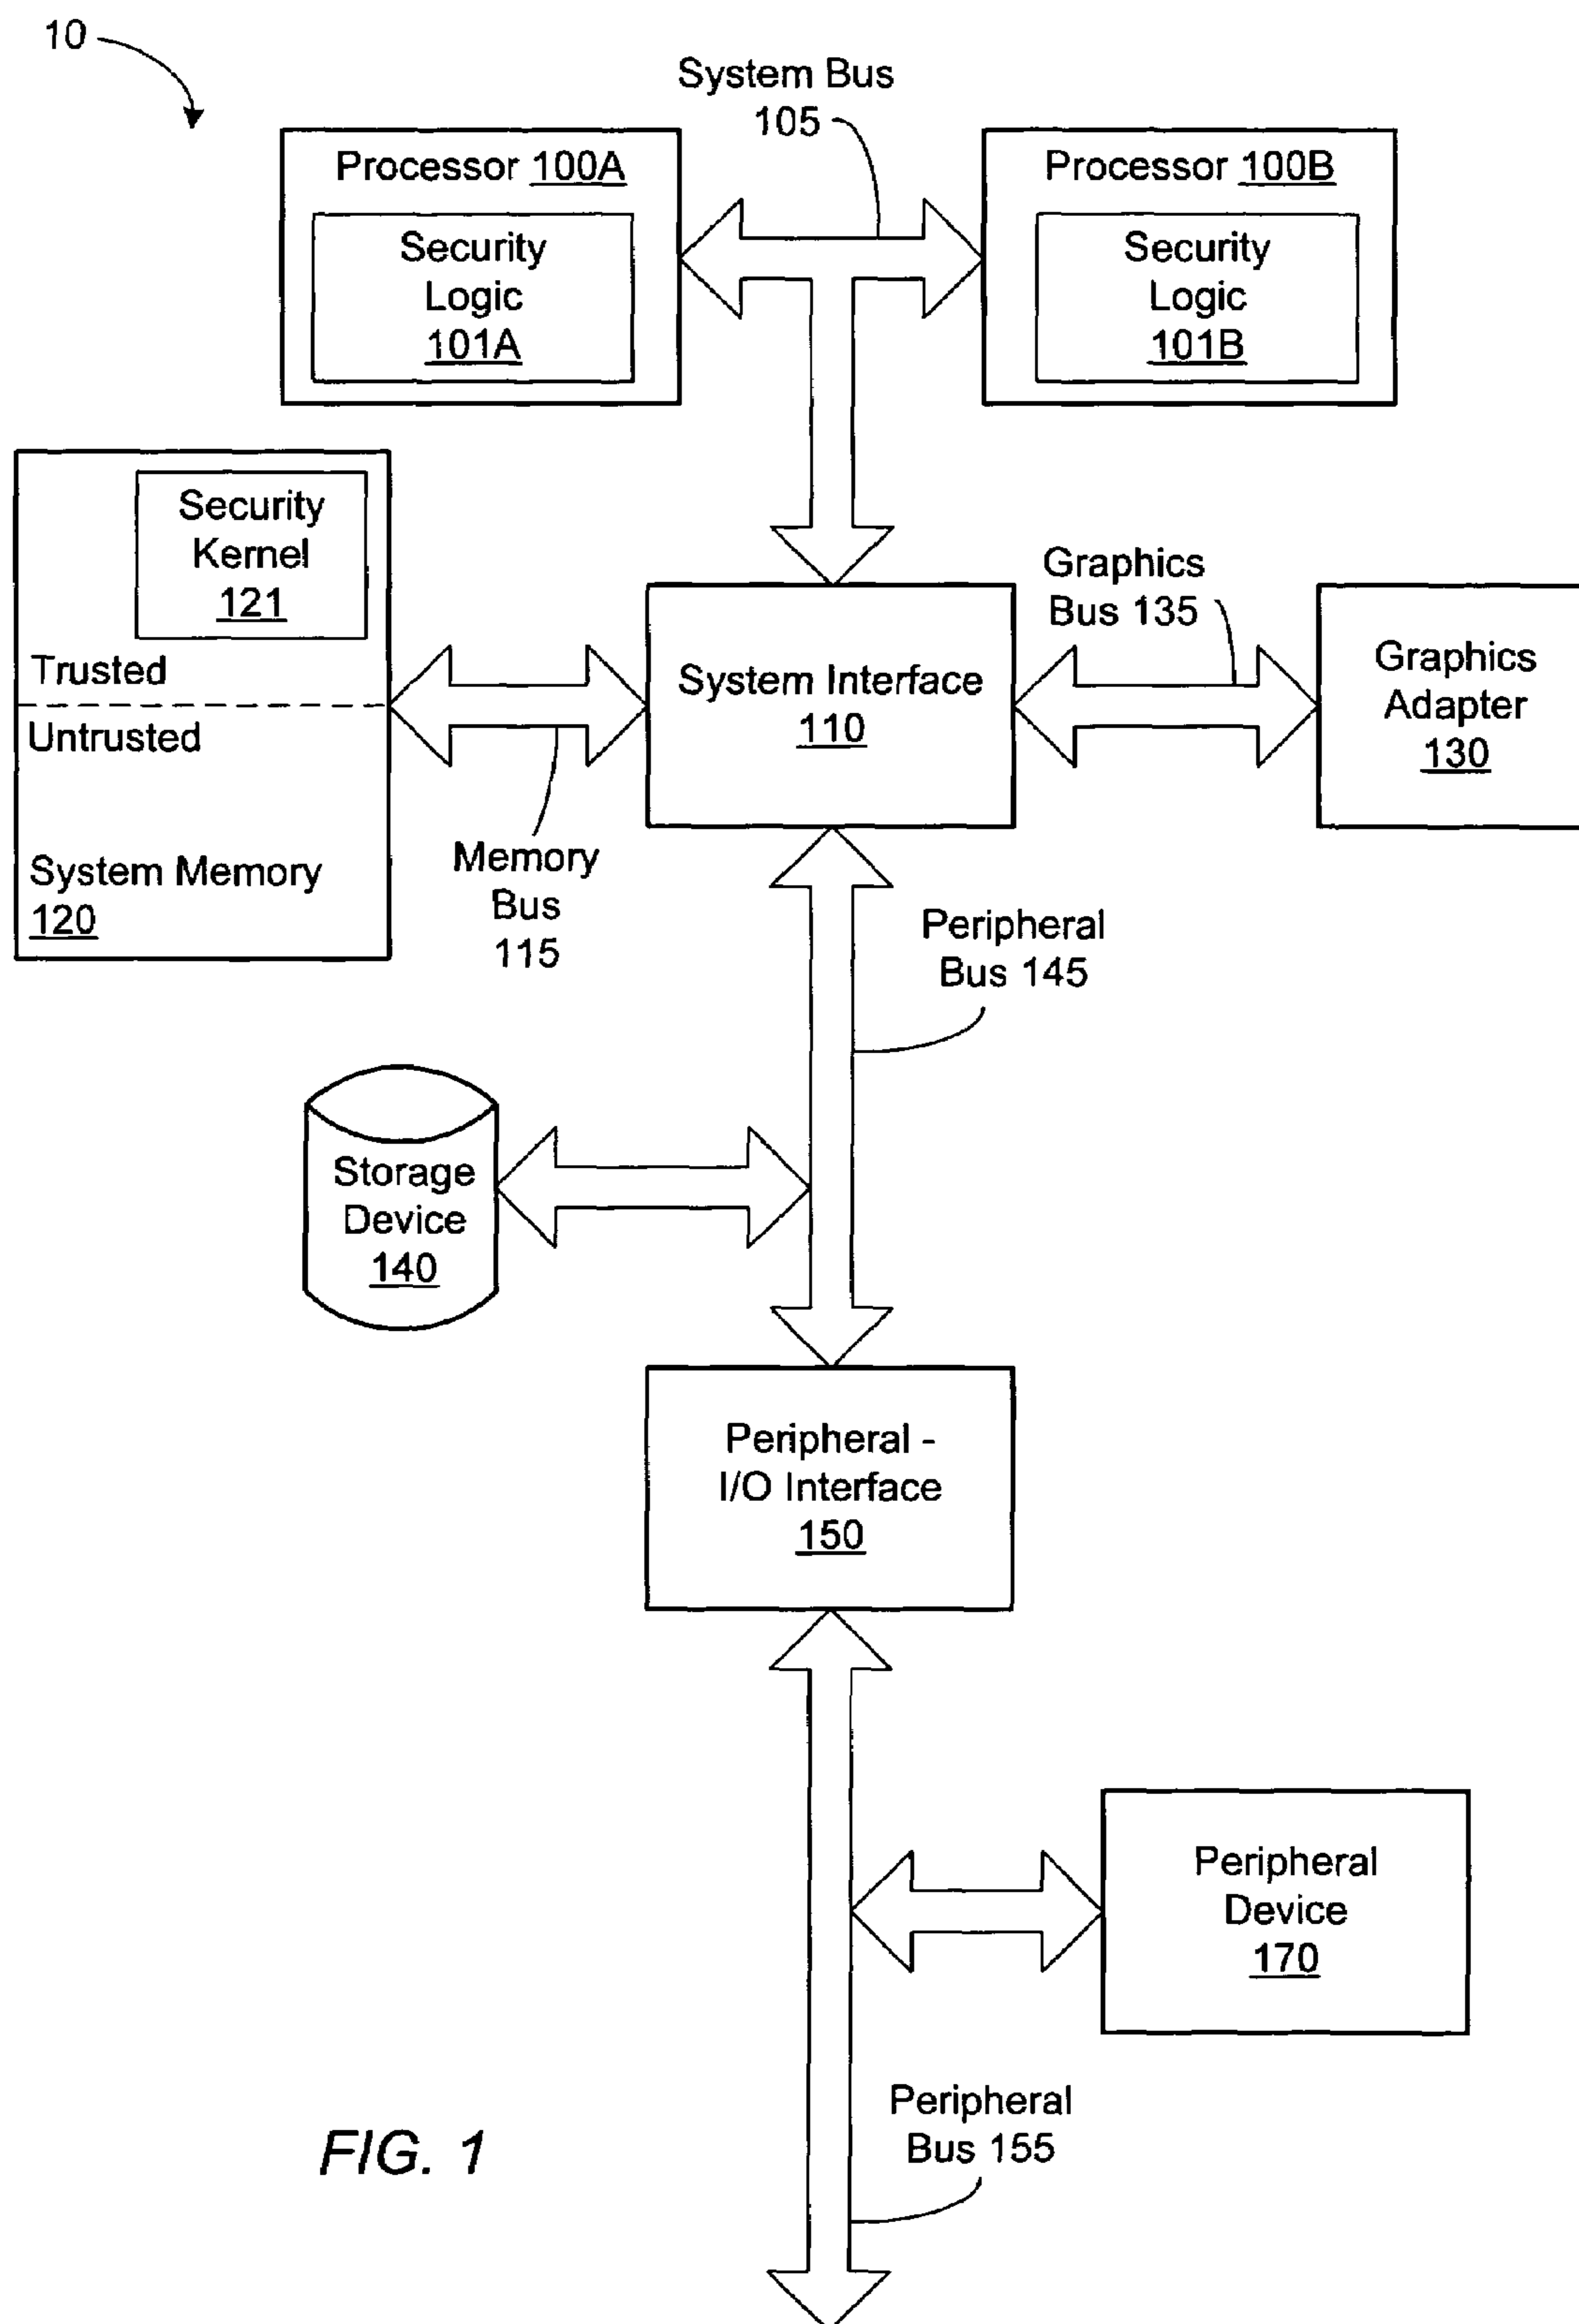 10
System Bus
105
Processor 100A
Security
Logic
101A
Processor 100B
Security
Logic
101B
Security
Kernel
121
Trusted
Untrusted
System Memory
120
Memory
Bus
115
System Interface
110
Graphics
Bus 135
Graphics
Adapter
130
Peripheral
Bus 145
Storage
Device
140
Peripheral -
I/O Interface
150
Peripheral
Device
170
Peripheral
Bus 155
FIG. 1